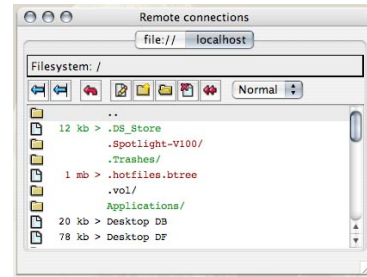 Remote connections
file:// localhost
Filesystem: /
Normal
..
12 kb > .DS_Store
.Spotlight-V100/
.Trashes/
1 mb > .hotfiles.btree
.vol/
Applications/
20 kb > Desktop DB
78 kb > Desktop DF